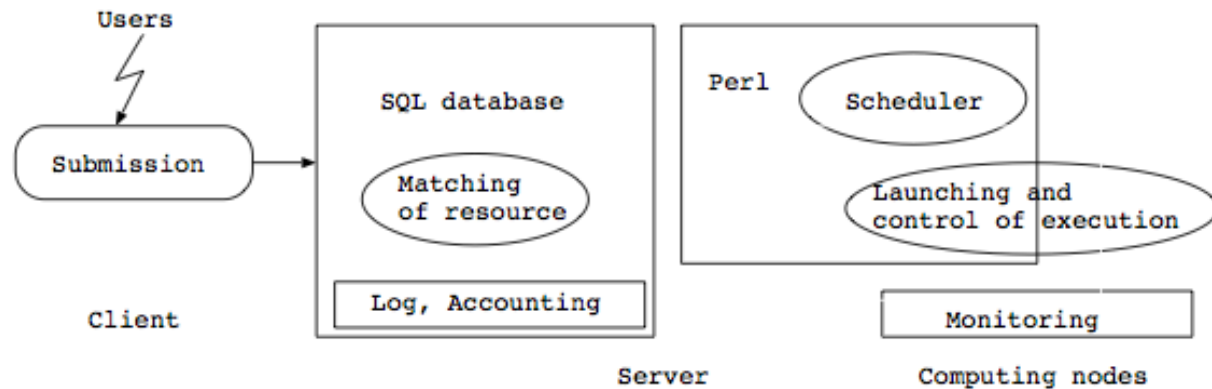 Users
Submission
Client
SQL database
Matching
of resource
Log, Accounting
Perl
Scheduler
Launching and
control of execution
Monitoring
Server
Computing nodes